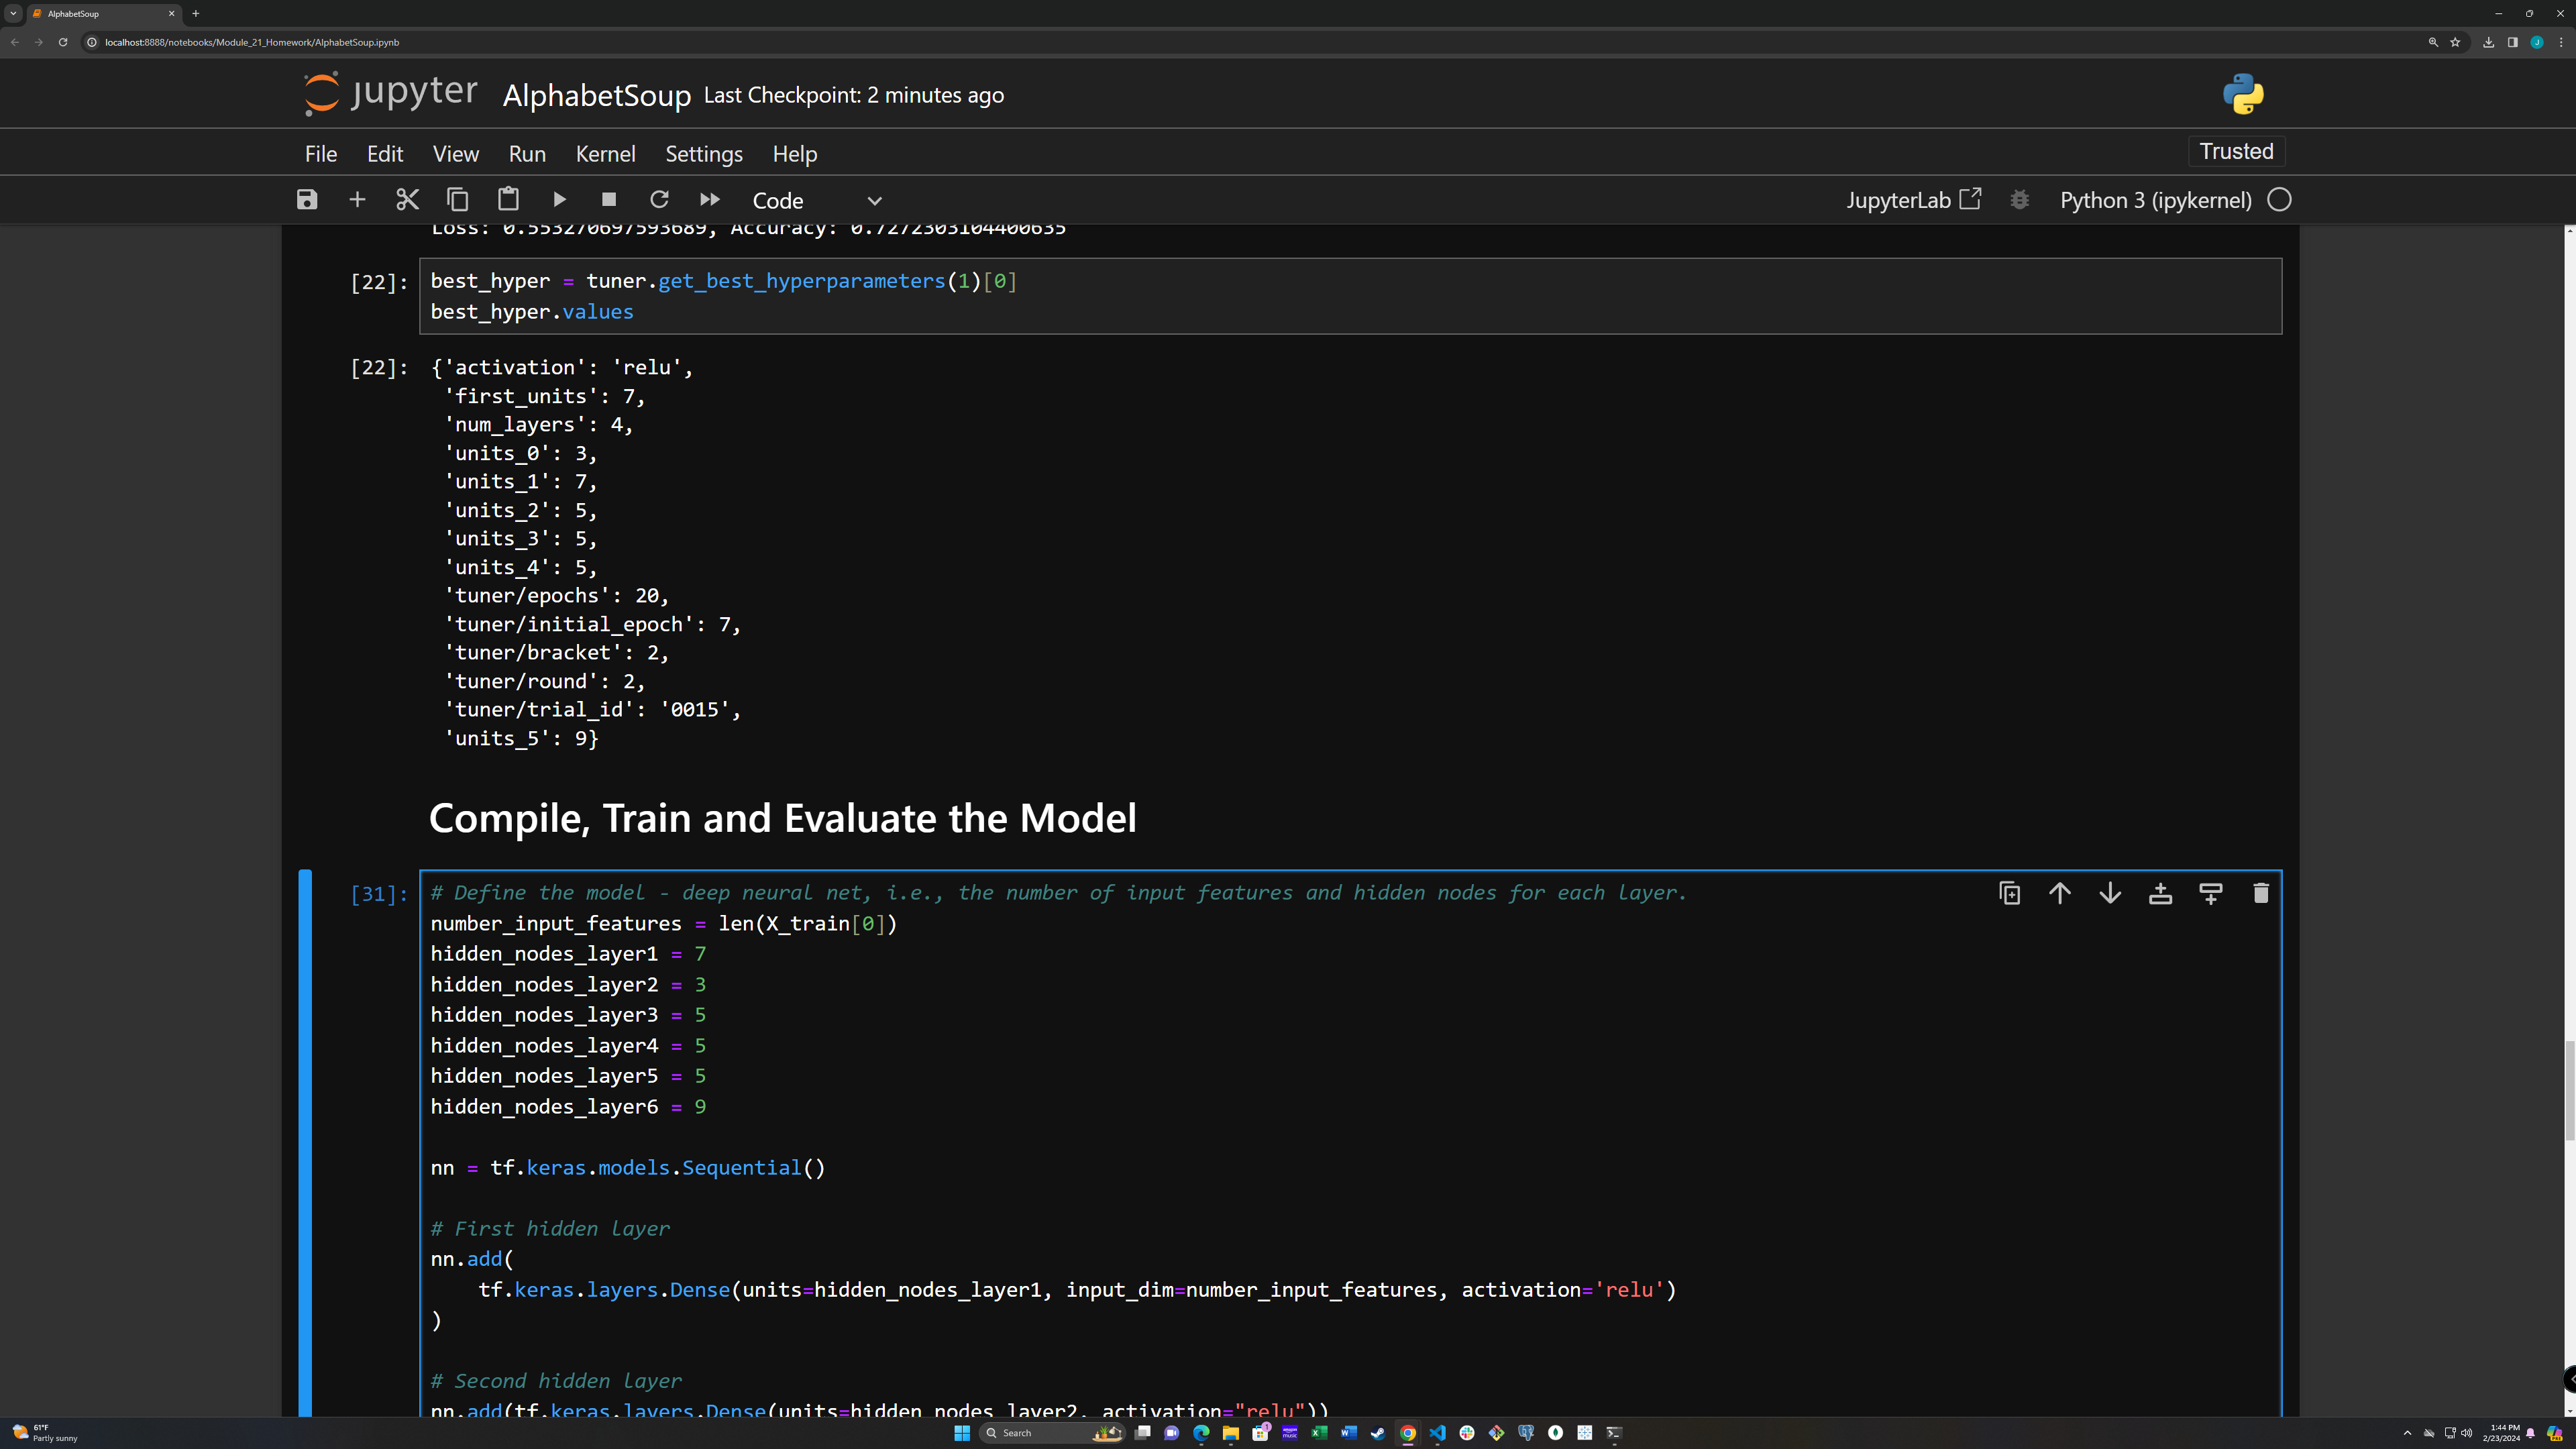 AlphabetSoup
localhost:8888/notebooks/Module_21_Homework/AlphabetSoup.ipynb
J
jupyter AlphabetSoup Last Checkpoint: 2 minutes ago
File Edit View Run Kernel Settings Help
Trusted
Code
JupyterLab
Python 3 (ipykernel)
Loss: 0.553270697593689, Accuracy: 0.7272303104400635
[22]: best_hyper = tuner.get_best_hyperparameters(1)[0]
best_hyper.values
[22]: {'activation': 'relu',
'first_units': 7,
'num_layers': 4,
'units_0': 3,
'units_1': 7,
'units_2': 5,
'units_3': 5,
'units_4': 5,
'tuner/epochs': 20,
'tuner/initial_epoch': 7,
'tuner/bracket': 2,
'tuner/round': 2,
'tuner/trial_id': '0015',
'units_5': 9}
Compile, Train and Evaluate the Model
[31]: # Define the model - deep neural net, i.e., the number of input features and hidden nodes for each layer.
number_input_features = len(X_train[0])
hidden_nodes_layer1 = 7
hidden_nodes_layer2 = 3
hidden_nodes_layer3 = 5
hidden_nodes_layer4 = 5
hidden_nodes_layer5 = 5
hidden_nodes_layer6 = 9
nn = tf.keras.models.Sequential()
# First hidden layer
nn.add(
tf.keras.layers.Dense(units=hidden_nodes_layer1, input_dim=number_input_features, activation='relu')
)
# Second hidden layer
nn.add(tf.keras.layers.Dense(units=hidden_nodes_layer2, activation="relu"))
61°F
Partly sunny
Search
1:44 PM
2/23/2024